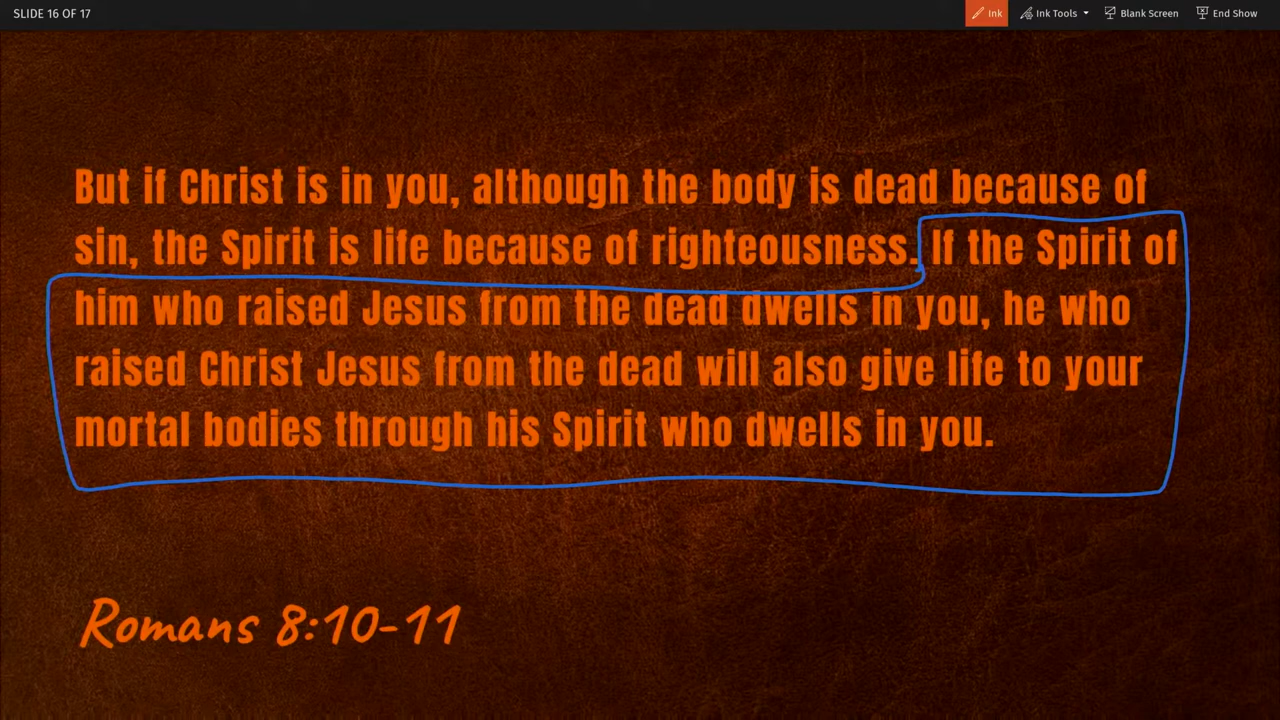 SLIDE 16 OF 17
Ink Ink Tools Blank Screen End Show
But if Christ is in you, although the body is dead because of
sin, the Spirit is life because of righteousness. If the Spirit of
him who raised Jesus from the dead dwells in you, he who
raised Christ Jesus from the dead will also give life to your
mortal bodies through his Spirit who dwells in you.
Romans 8:10-11